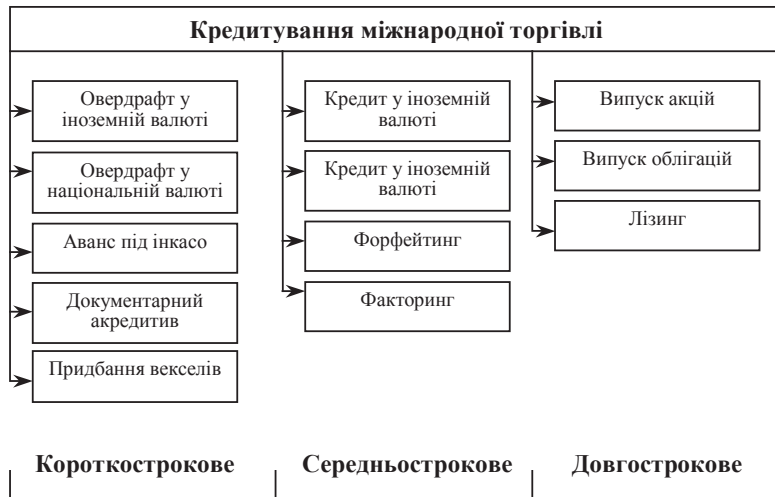 Кредитування міжнародної торгівлі
Овердрафт у
іноземній валюті
Овердрафт у
національній валюті
Аванс під інкасо
Документарний
акредитив
Придбання векселів
Кредит у іноземній
валюті
Кредит у іноземній
валюті
Форфейтинг
Факторинг
Випуск акцій
Випуск облігацій
Лізинг
Короткострокове
Середньострокове
Довгострокове